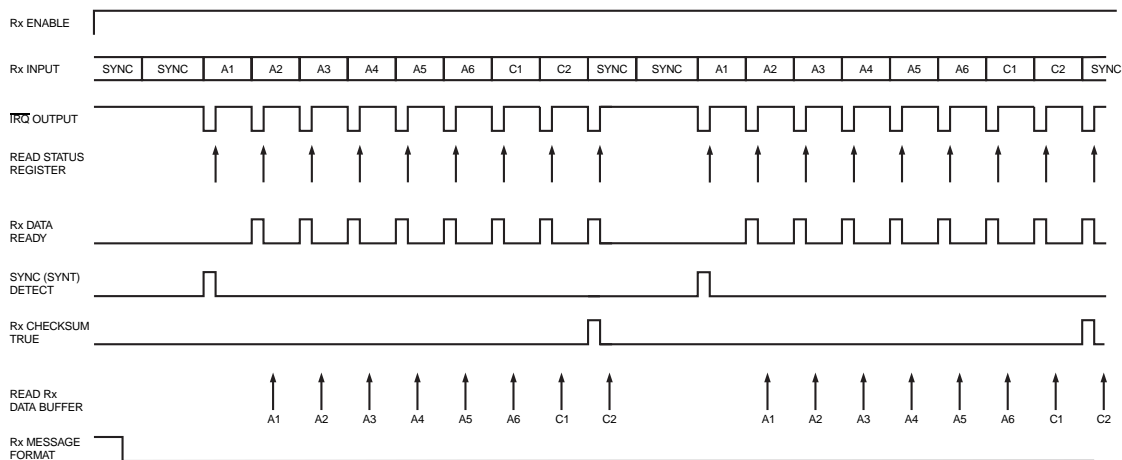 Rx ENABLE
Rx INPUT
SYNC SYNC A1 A2 A3 A4 A5 A6 C1 C2 SYNC SYNC A1 A2 A3 A4 A5 A6 C1 C2 SYNC
IRQ OUTPUT
READ STATUS
REGISTER
Rx DATA
READY
SYNC (SYNT)
DETECT
Rx CHECKSUM
TRUE
READ Rx
DATA BUFFER
A1 A2 A3 A4 A5 A6 C1 C2 A1 A2 A3 A4 A5 A6 C1 C2
Rx MESSAGE
FORMAT